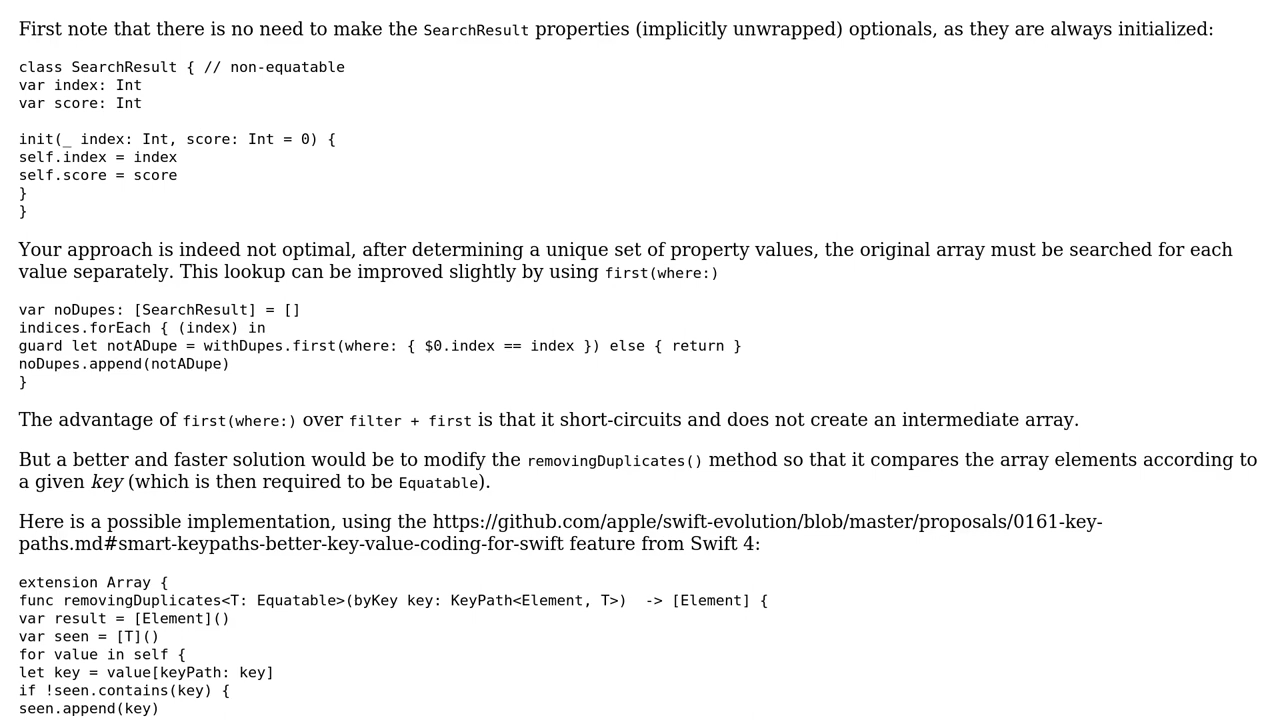 First note that there is no need to make the SearchResult properties (implicitly unwrapped) optionals, as they are always initialized:
class SearchResult { // non-equatable
var index: Int
var score: Int
init(_ index: Int, score: Int = 0) {
self.index = index
self.score = score
}
}
Your approach is indeed not optimal, after determining a unique set of property values, the original array must be searched for each
value separately. This lookup can be improved slightly by using first(where:)
var noDupes: [SearchResult] = []
indices.forEach { (index) in
guard let notADupe = withDupes.first(where: { $0.index == index }) else { return }
noDupes.append(notADupe)
}
The advantage of first(where:) over filter + first is that it short-circuits and does not create an intermediate array.
But a better and faster solution would be to modify the removingDuplicates() method so that it compares the array elements according to
a given key (which is then required to be Equatable).
Here is a possible implementation, using the https://github.com/apple/swift-evolution/blob/master/proposals/0161-key-
paths.md#smart-keypaths-better-key-value-coding-for-swift feature from Swift 4:
extension Array {
func removingDuplicates<T: Equatable>(byKey key: KeyPath<Element, T>)  -> [Element] {
var result = [Element]()
var seen = [T]()
for value in self {
let key = value[keyPath: key]
if !seen.contains(key) {
seen.append(key)